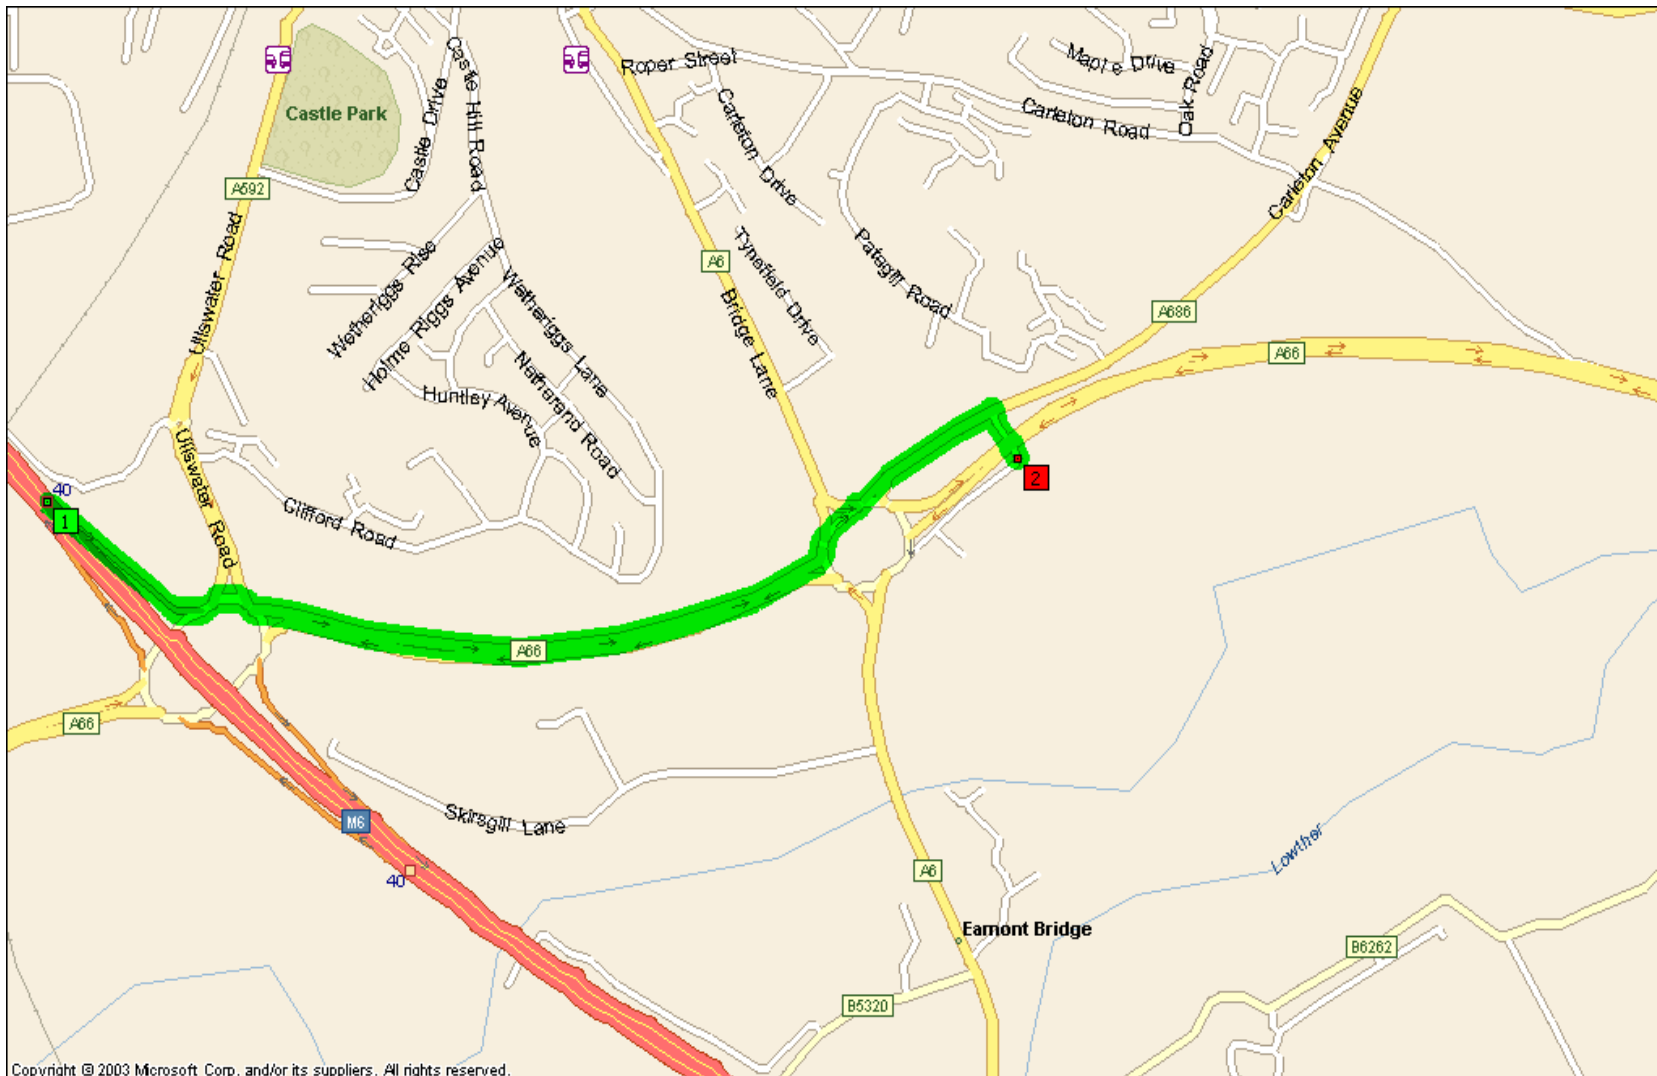 Castle Park
A592
Ullswater Road
Ullswater Road
Castle Drive
Castle Hill Road
Roper Street
Carleton Drive
Carleton Road
Maple Drive
Oak Road
Carleton Avenue
Wetheriggs Rise
Holme Riggs Avenue
Wetheriggs Lane
Huntley Avenue
Netherend Road
Clifford Road
A6
Bridge Lane
Tynefield Drive
Pategill Road
A686
A66
40
1
2
A66
A66
Skirsgill Lane
M6
40
A6
Eamont Bridge
Lowther
B6262
B5320
Copyright © 2003 Microsoft Corp. and/or its suppliers. All rights reserved.